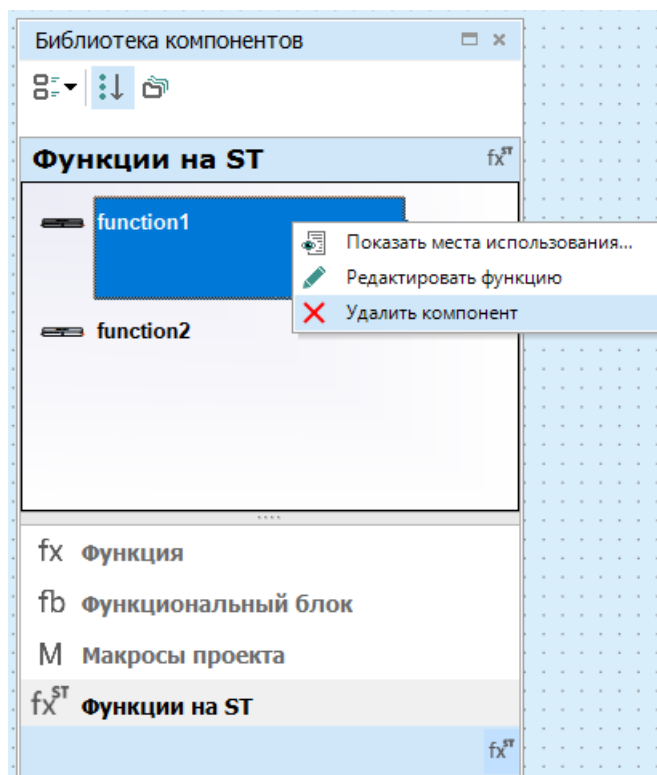 Библиотека компонентов
Функции на ST
fx ST
function1
Показать места использования...
Редактировать функцию
Удалить компонент
function2
fx Функция
fb Функциональный блок
M Макросы проекта
fx ST Функции на ST
fx ST